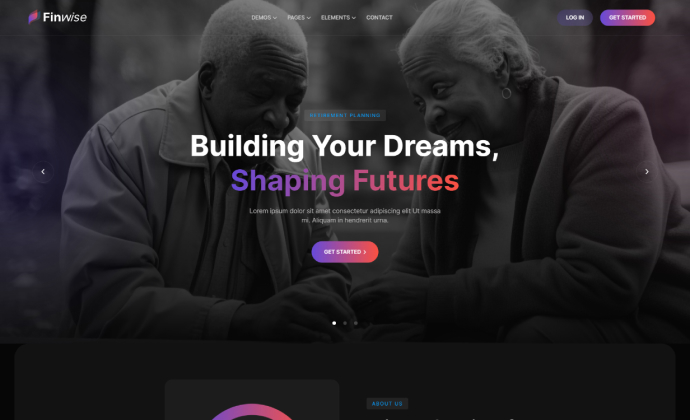 Finwise
DEMOS PAGES ELEMENTS CONTACT
LOG IN
GET STARTED
RETIREMENT PLANNING
Building Your Dreams,
Shaping Futures
Lorem ipsum dolor sit amet consectetur adipiscing elit Ut massa
mi. Aliquam in hendrerit urna.
GET STARTED
ABOUT US